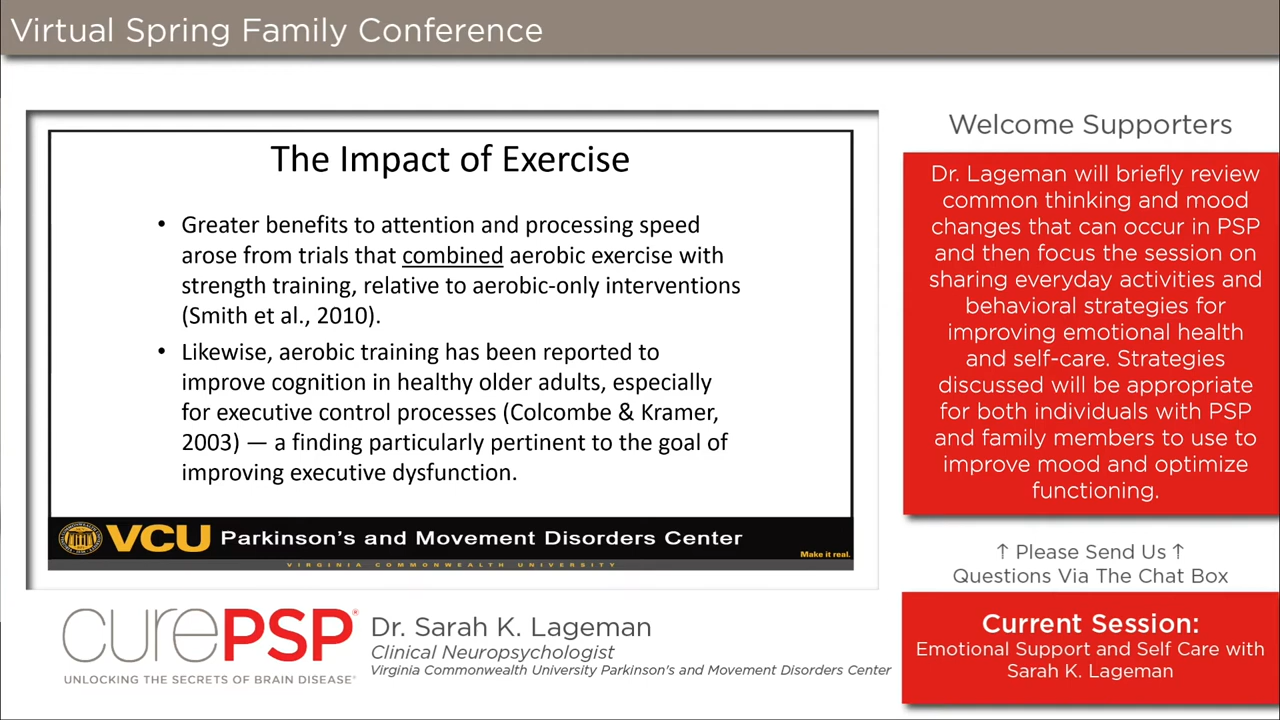 Virtual Spring Family Conference
The Impact of Exercise
• Greater benefits to attention and processing speed
arose from trials that combined aerobic exercise with
strength training, relative to aerobic-only interventions
(Smith et al., 2010).
• Likewise, aerobic training has been reported to
improve cognition in healthy older adults, especially
for executive control processes (Colcombe & Kramer,
2003) — a finding particularly pertinent to the goal of
improving executive dysfunction.
VCU Parkinson's and Movement Disorders Center
Make it real.
VIRGINIA COMMONWEALTH UNIVERSITY
curePSP®
UNLOCKING THE SECRETS OF BRAIN DISEASE®
Dr. Sarah K. Lageman
Clinical Neuropsychologist
Virginia Commonwealth University Parkinson's and Movement Disorders Center
Welcome Supporters
Dr. Lageman will briefly review
common thinking and mood
changes that can occur in PSP
and then focus the session on
sharing everyday activities and
behavioral strategies for
improving emotional health
and self-care. Strategies
discussed will be appropriate
for both individuals with PSP
and family members to use to
improve mood and optimize
functioning.
↑ Please Send Us ↑
Questions Via The Chat Box
Current Session:
Emotional Support and Self Care with
Sarah K. Lageman